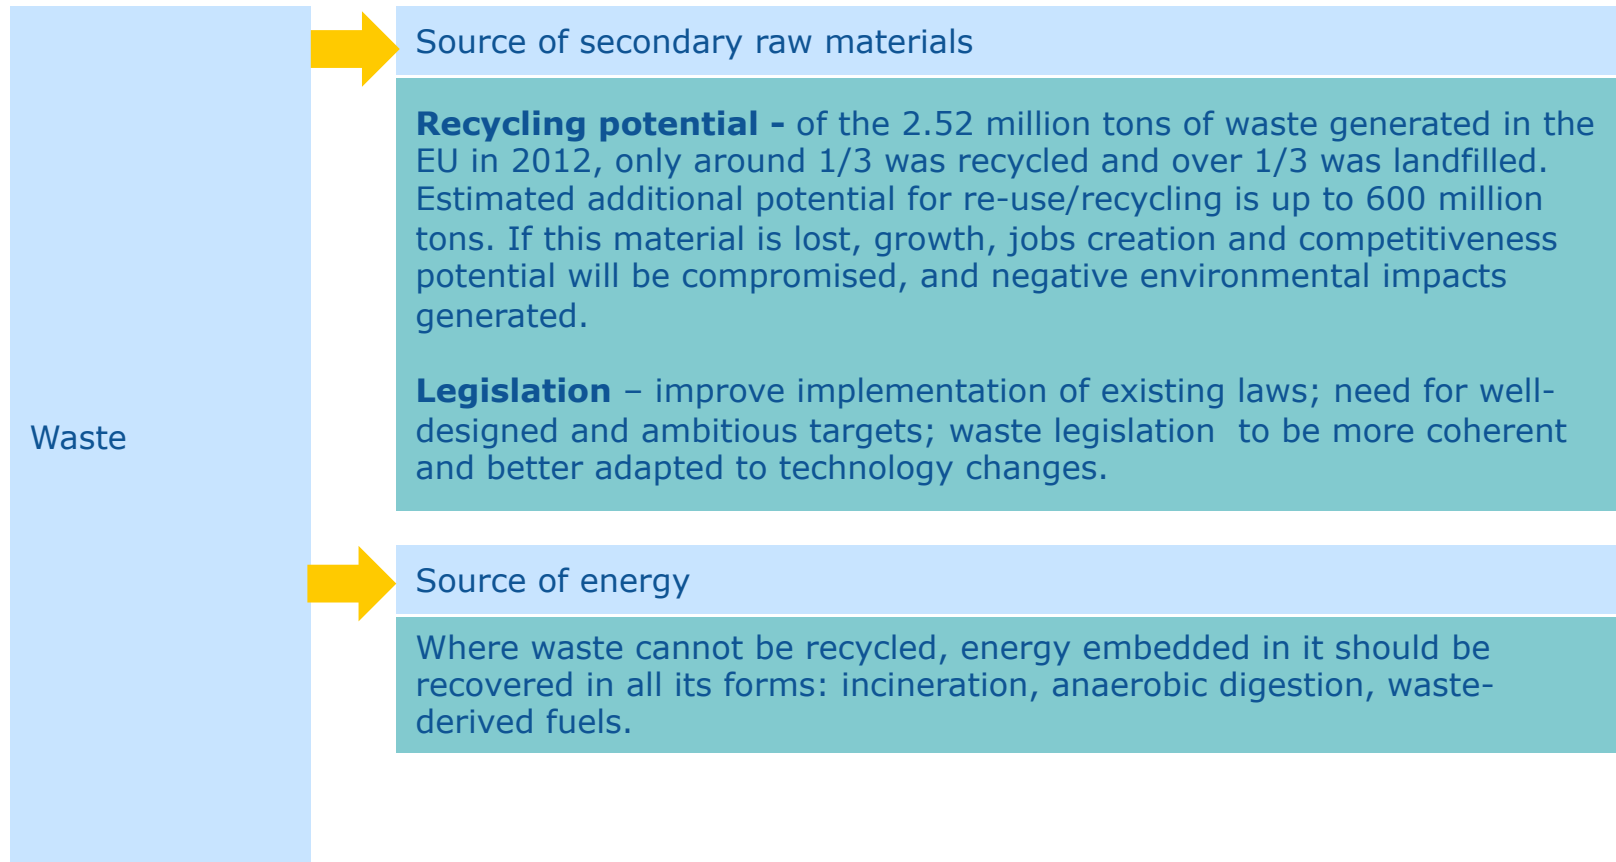 Source of secondary raw materials
Recycling potential - of the 2.52 million tons of waste generated in the
EU in 2012, only around 1/3 was recycled and over 1/3 was landfilled.
Estimated additional potential for re-use/recycling is up to 600 million
tons. If this material is lost, growth, jobs creation and competitiveness
potential will be compromised, and negative environmental impacts
generated.
Legislation – improve implementation of existing laws; need for well-
designed and ambitious targets; waste legislation  to be more coherent
and better adapted to technology changes.
Waste
Source of energy
Where waste cannot be recycled, energy embedded in it should be
recovered in all its forms: incineration, anaerobic digestion, waste-
derived fuels.